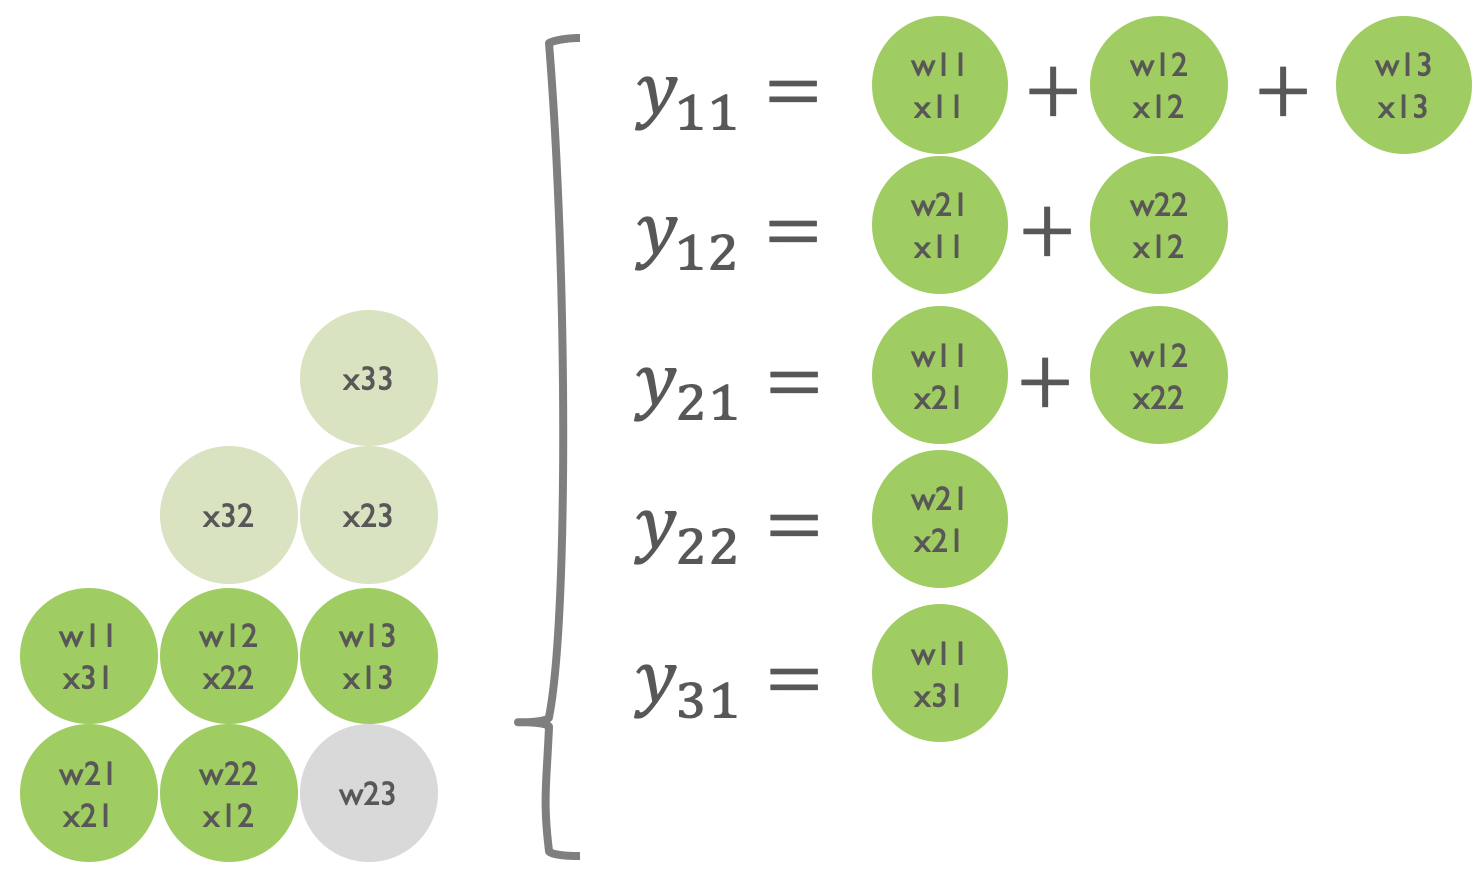 x33
x32 x23
w11 w12 w13
x31 x22 x13
w21 w22 w23
x21 x12
y11 = w11 x11 + w12 x12 + w13 x13
y12 = w21 x11 + w22 x12
y21 = w11 x21 + w12 x22
y22 = w21 x21
y31 = w11 x31